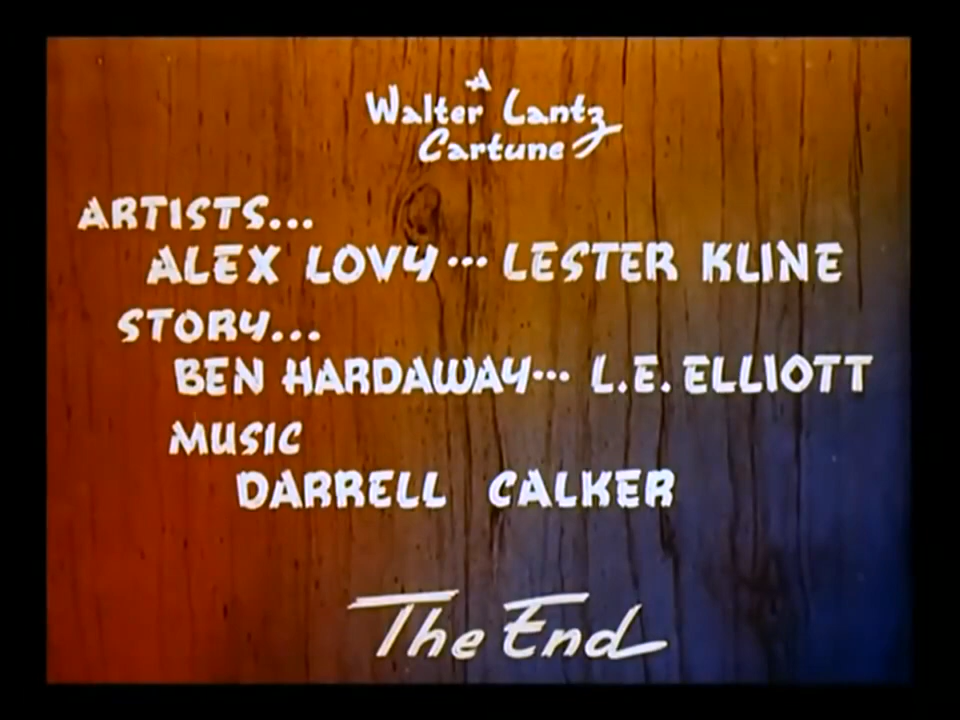 A
Walter Lantz
Cartune
ARTISTS...
ALEX LOVY... LESTER KLINE
STORY...
BEN HARDAWAY... L.E. ELLIOTT
MUSIC
DARRELL CALKER
The End